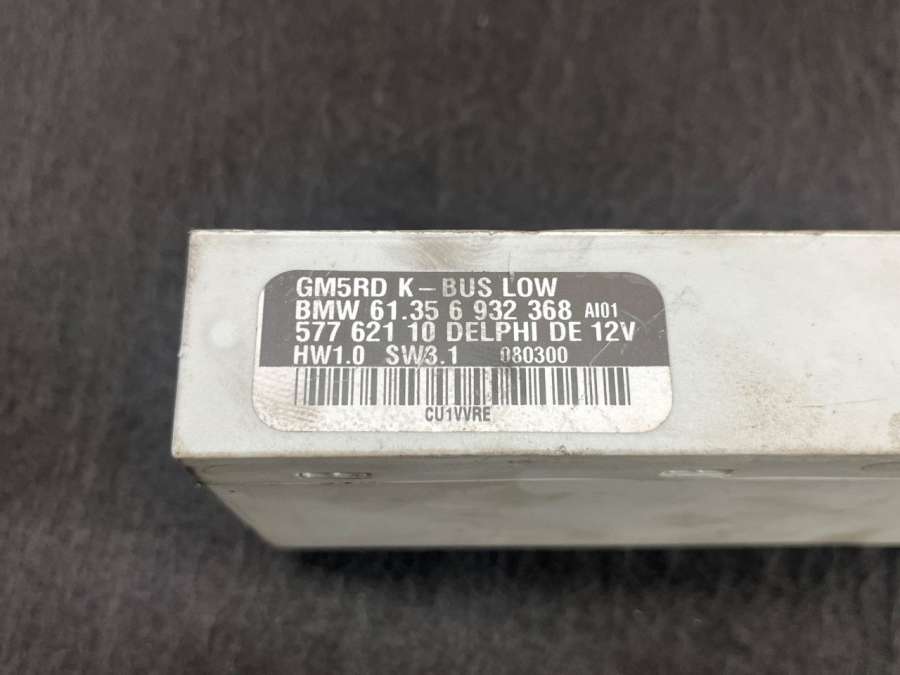 GM5RD K-BUS LOW
BMW 61.35 6 932 368 AI01
577 621 10 DELPHI DE 12V
HW1.0 SW3.1 080300
CU1VVRE